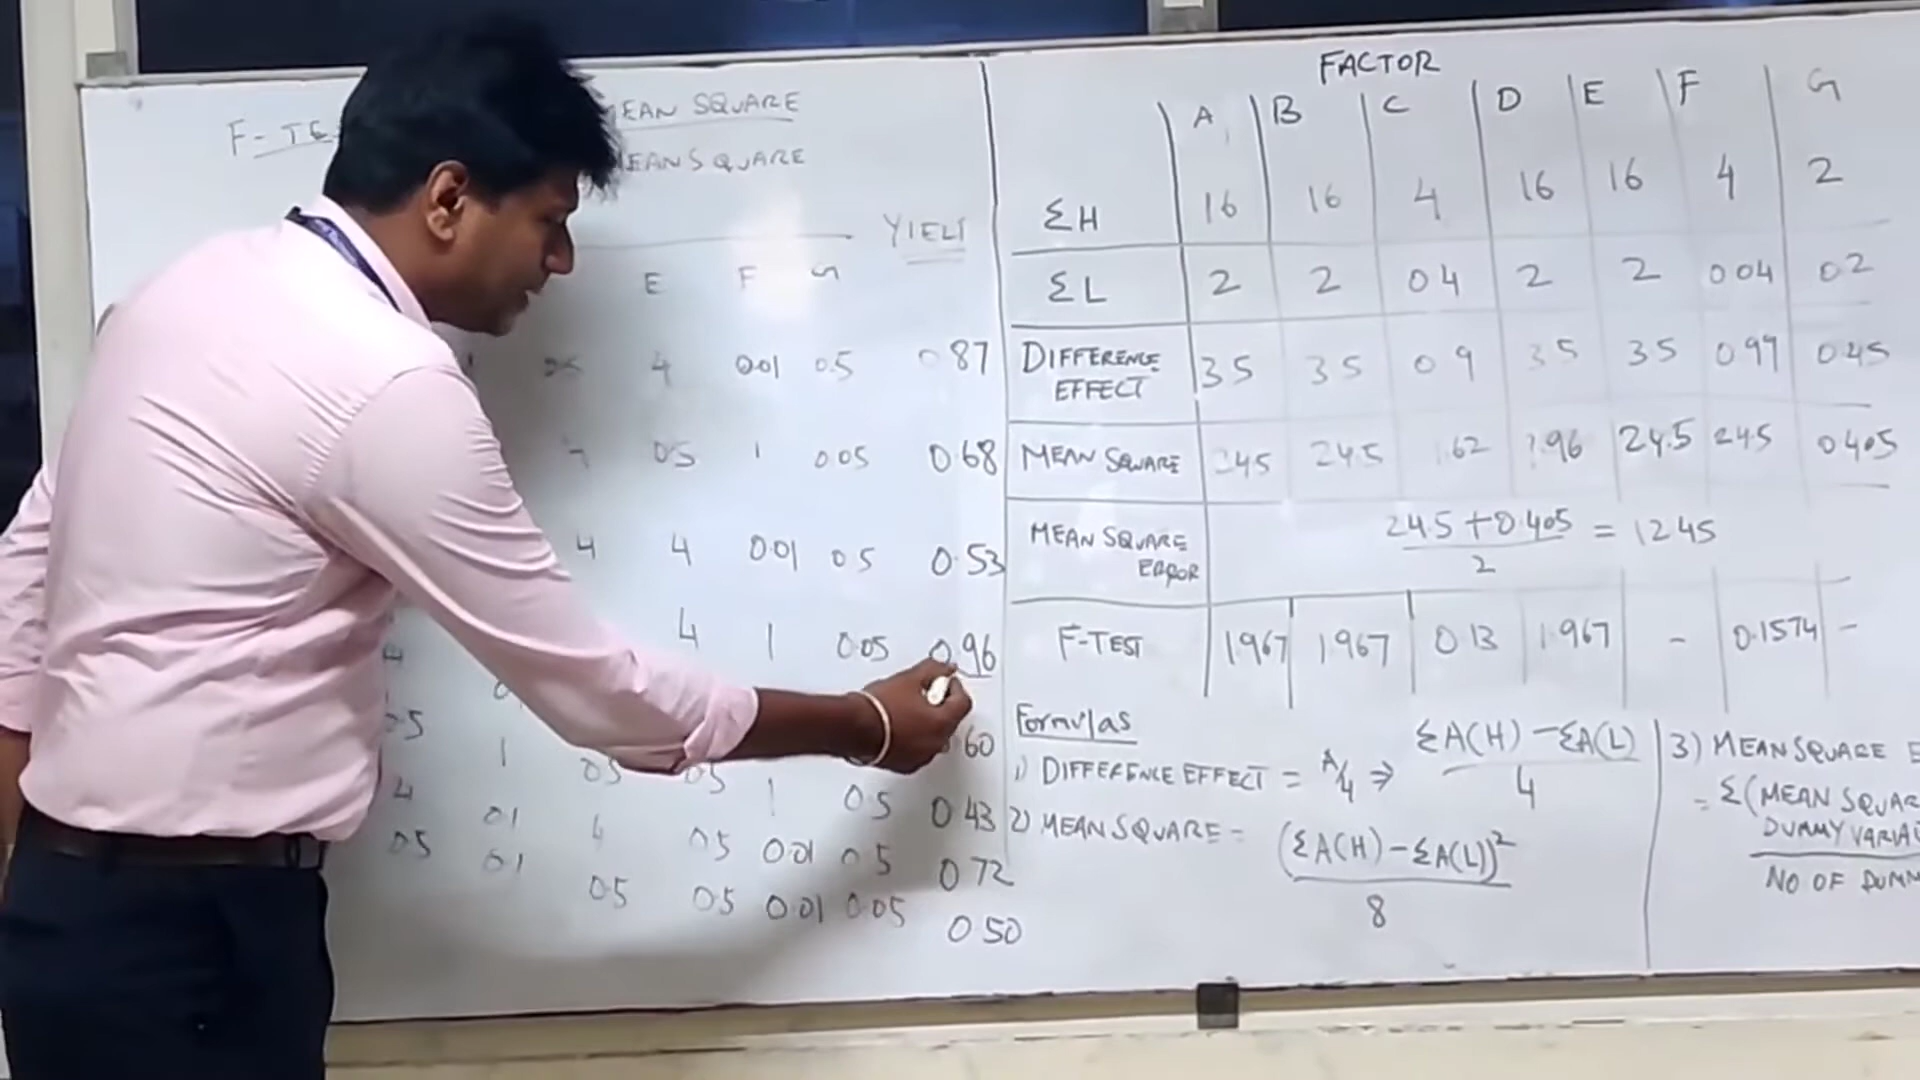 F-TE
MEAN SQUARE
MEAN SQUARE
YIELD
E F G
0.5 4 0.01 0.5 0.87
0.5 1 0.05 0.68
4 4 0.01 0.5 0.53
4 1 0.05 0.96
0.5 60
4 1 0.5 0.5 1 0.5 0.43
0.5 0.1 4 0.5 0.01 0.5 0.72
0.1 0.5 0.5 0.01 0.05 0.50
FACTOR
A B C D E F G
ΣH 16 16 4 16 16 4 2
ΣL 2 2 0.4 2 2 0.04 0.2
DIFFERENCE EFFECT 3.5 3.5 0.9 3.5 3.5 0.99 0.45
MEAN SQUARE 24.5 24.5 1.62 1.96 24.5 24.5 0.405
MEAN SQUARE ERROR 24.5+0.405 / 2 = 12.45
F-TEST 1.967 1.967 0.13 1.967 - 0.1574 -
Formulas
1) DIFFERENCE EFFECT = A/4 ⇒ ΣA(H) - ΣA(L) / 4
2) MEAN SQUARE = (ΣA(H) - ΣA(L))² / 8
3) MEAN SQUARE E
= Σ(MEAN SQUAR
DUMMY VARIA
NO OF DUMM